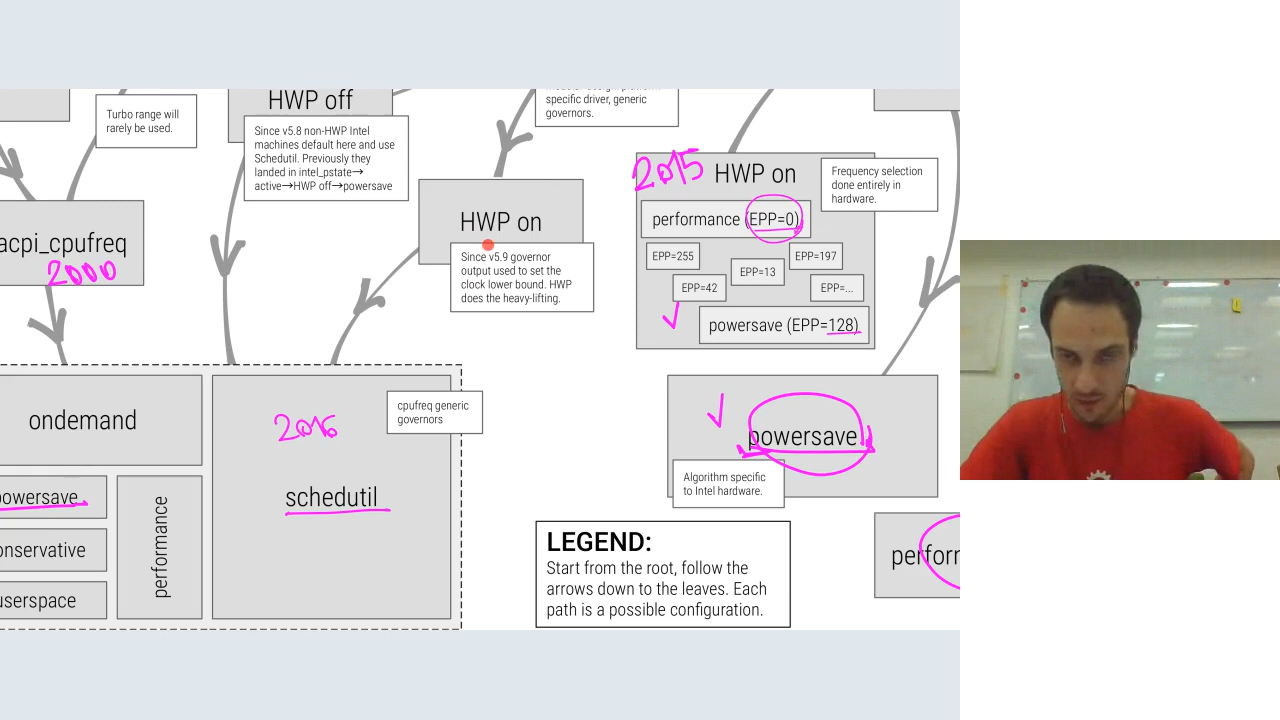 HWP off
Turbo range will
rarely be used.
specific driver, generic
governors.
Since v5.8 non-HWP Intel
machines default here and use
Schedutil. Previously they
landed in intel_pstate→
active→HWP off→powersave
2015
HWP on
Frequency selection
done entirely in
hardware.
performance (EPP=0)
HWP on
acpi_cpufreq
2000
Since v5.9 governor
output used to set the
clock lower bound. HWP
does the heavy-lifting.
EPP=255
EPP=197
EPP=13
EPP=42
EPP=...
powersave (EPP=128)
ondemand
2016
cpufreq generic
governors
schedutil
powersave
Algorithm specific
to Intel hardware.
powersave
onservative
userspace
performance
LEGEND:
Start from the root, follow the
arrows down to the leaves. Each
path is a possible configuration.
perforr